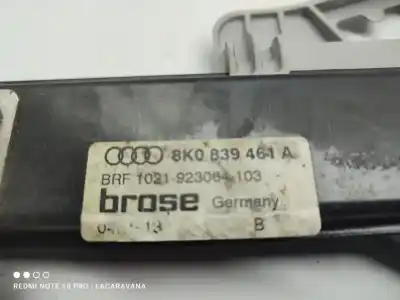 8K0 839 461 A
BRF 1021-923064-103
brose Germany
B
REDMI NOTE 10 PRO | LACARAVANA